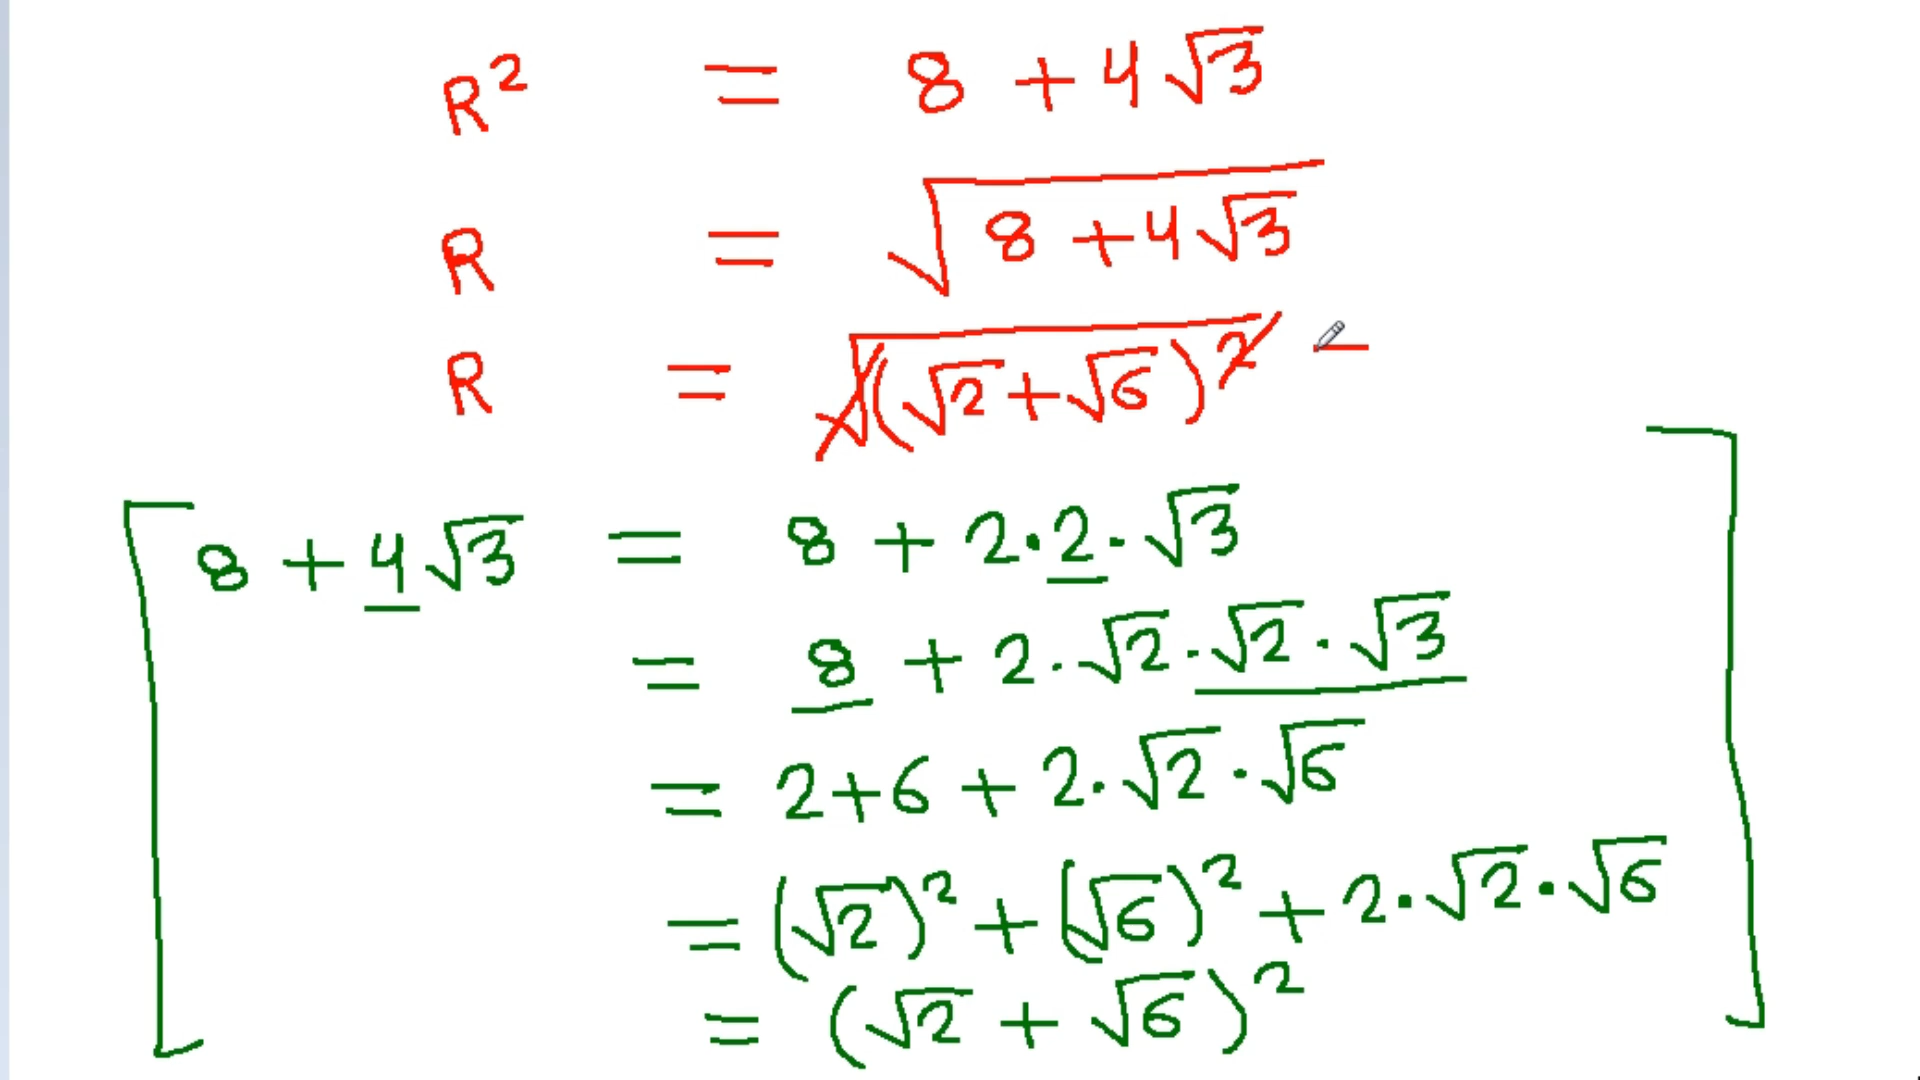 R² = 8 + 4√3
R = √(8 + 4√3)
R = √(√2 + √6)² =
8 + 4√3 = 8 + 2·2·√3
= 8 + 2·√2·√2·√3
= 2+6 + 2·√2·√6
= (√2)² + (√6)² + 2·√2·√6
= (√2 + √6)²